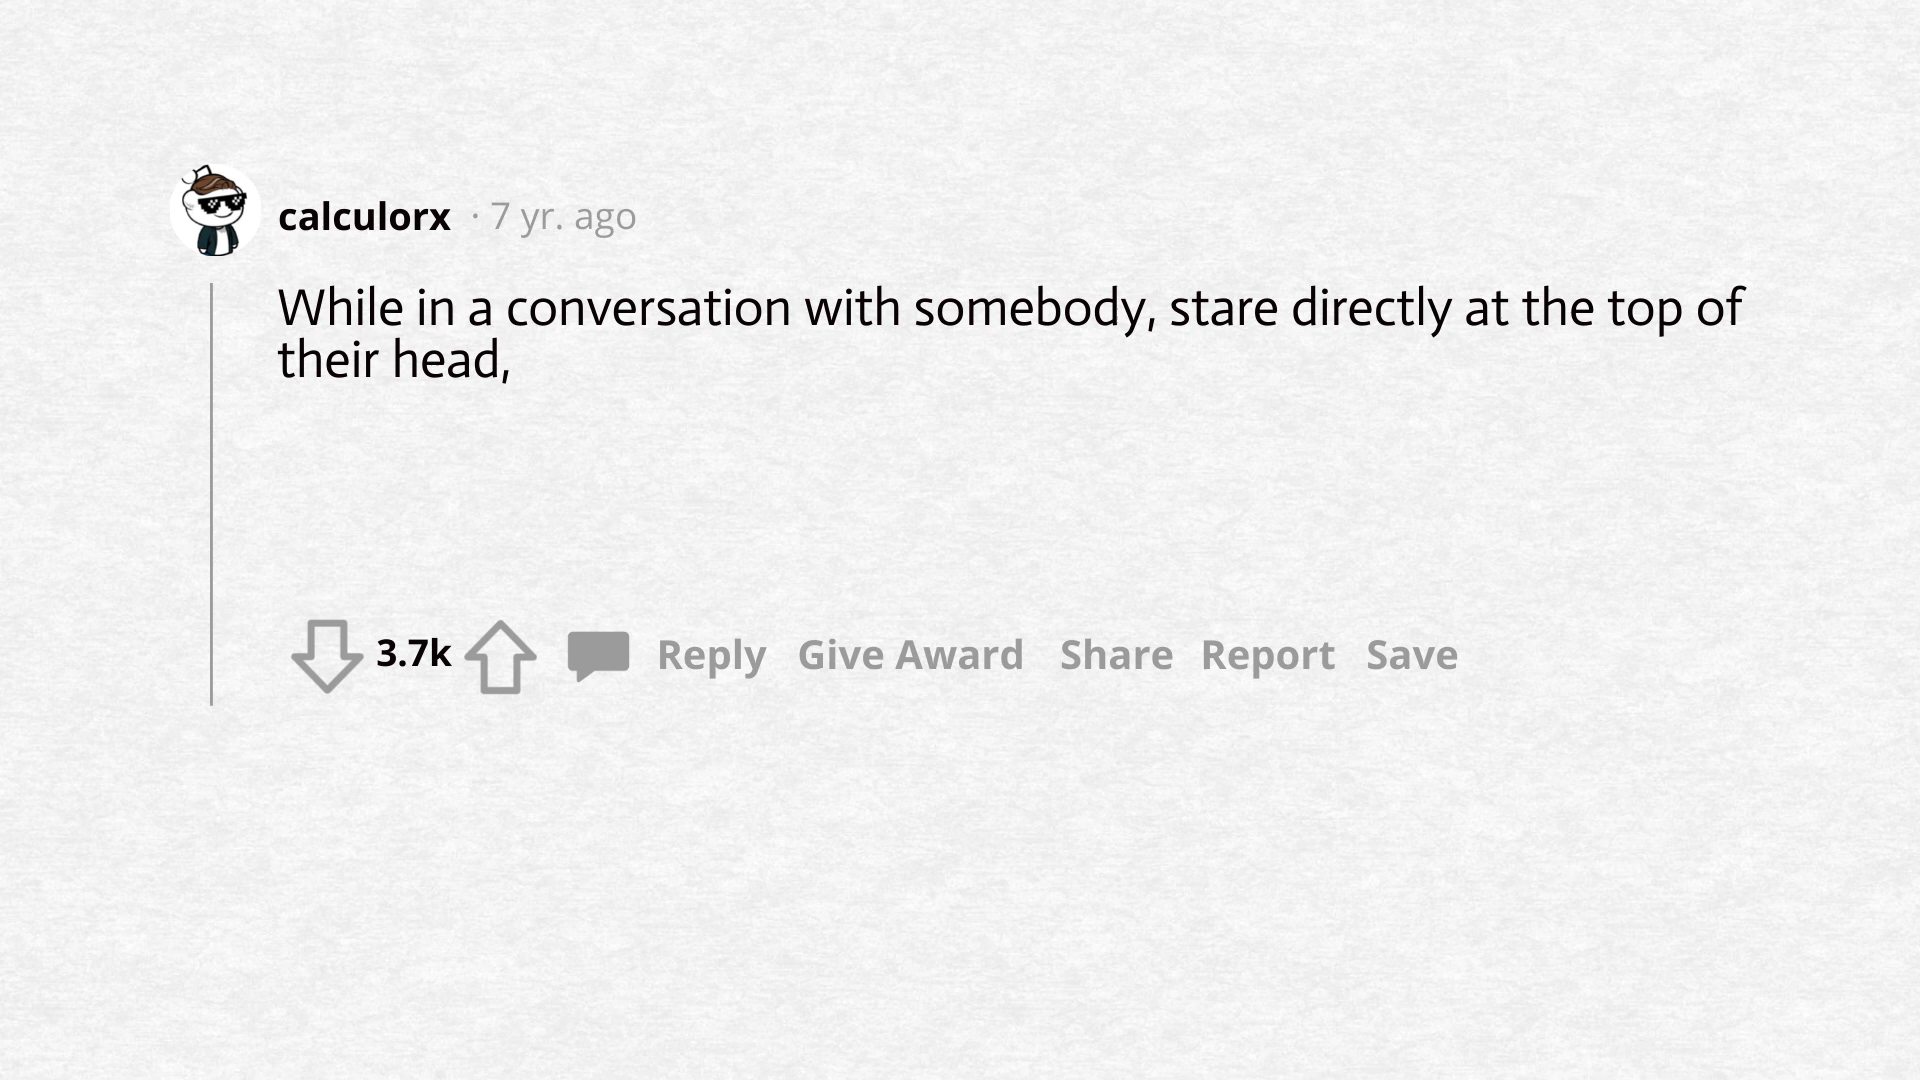 calculorx · 7 yr. ago
While in a conversation with somebody, stare directly at the top of
their head,
3.7k Reply Give Award Share Report Save